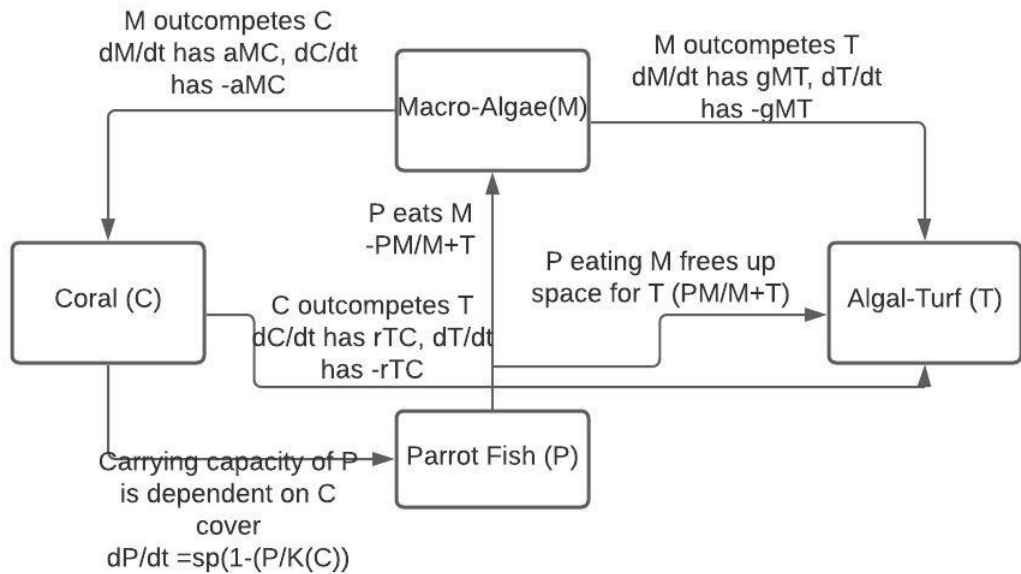 M outcompetes C
dM/dt has aMC, dC/dt
has -aMC
Macro-Algae(M)
M outcompetes T
dM/dt has gMT, dT/dt
has -gMT
P eats M
-PM/M+T
Coral (C)
P eating M frees up
space for T (PM/M+T)
Algal-Turf (T)
C outcompetes T
dC/dt has rTC, dT/dt
has -rTC
Parrot Fish (P)
Carrying capacity of P
is dependent on C
cover
dP/dt =sp(1-(P/K(C))